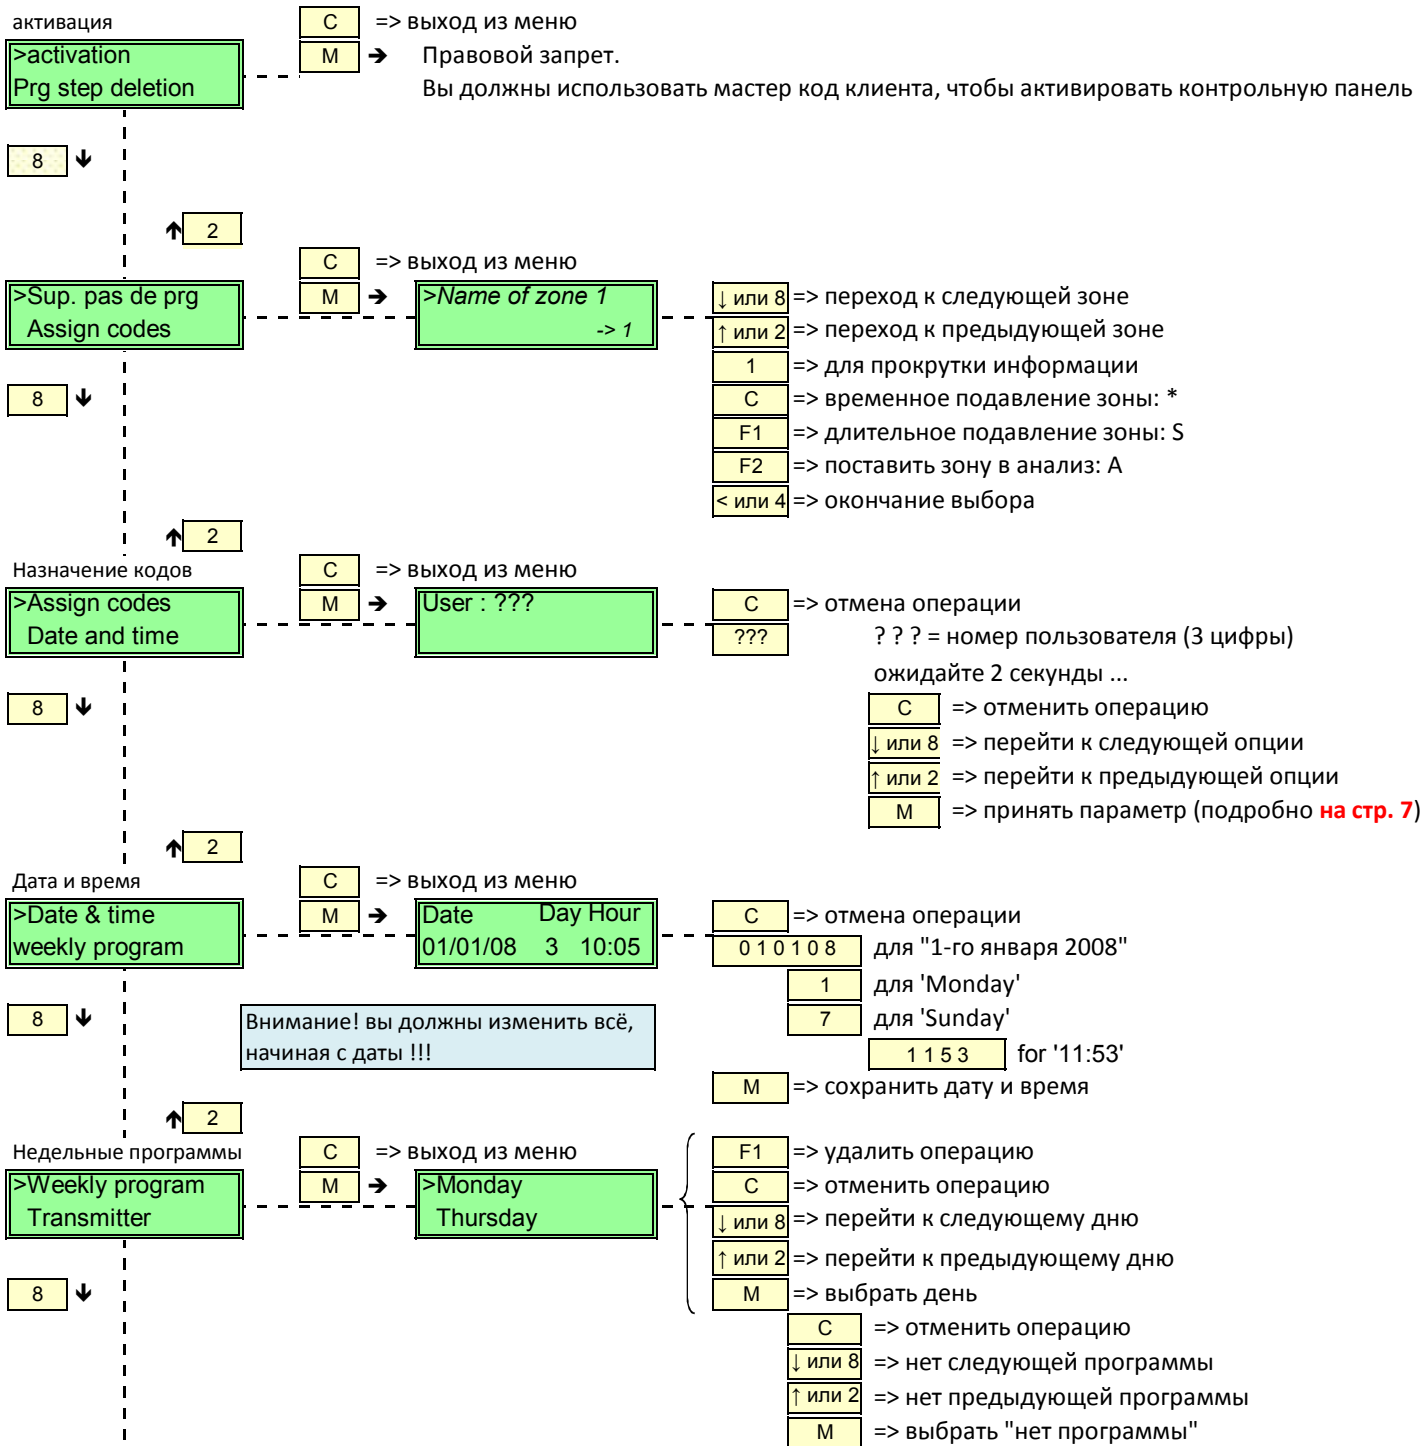 активация
C => выход из меню
>activation
M → Правовой запрет.
Prg step deletion
Вы должны использовать мастер код клиента, чтобы активировать контрольную панель
8 ↓
↑ 2
C => выход из меню
>Sup. pas de prg
Assign codes
M →
>Name of zone 1
-> 1
↓ или 8 => переход к следующей зоне
↑ или 2 => переход к предыдущей зоне
1 => для прокрутки информации
C => временное подавление зоны: *
F1 => длительное подавление зоны: S
F2 => поставить зону в анализ: A
< или 4 => окончание выбора
8 ↓
↑ 2
Назначение кодов
C => выход из меню
>Assign codes
Date and time
M →
User : ???
C => отмена операции
??? ? ? ? = номер пользователя (3 цифры)
ожидайте 2 секунды ...
C => отменить операцию
↓ или 8 => перейти к следующей опции
↑ или 2 => перейти к предыдущей опции
M => принять параметр (подробно на стр. 7)
8 ↓
↑ 2
Дата и время
C => выход из меню
>Date & time
weekly program
M →
Date Day Hour
01/01/08 3 10:05
C => отмена операции
0 1 0 1 0 8 для "1-го января 2008"
1 для 'Monday'
7 для 'Sunday'
1 1 5 3 for '11:53'
M => сохранить дату и время
8 ↓
Внимание! вы должны изменить всё,
начиная с даты !!!
↑ 2
Недельные программы
C => выход из меню
>Weekly program
Transmitter
M →
>Monday
Thursday
F1 => удалить операцию
C => отменить операцию
↓ или 8 => перейти к следующему дню
↑ или 2 => перейти к предыдущему дню
M => выбрать день
C => отменить операцию
↓ или 8 => нет следующей программы
↑ или 2 => нет предыдущей программы
M => выбрать "нет программы"
8 ↓